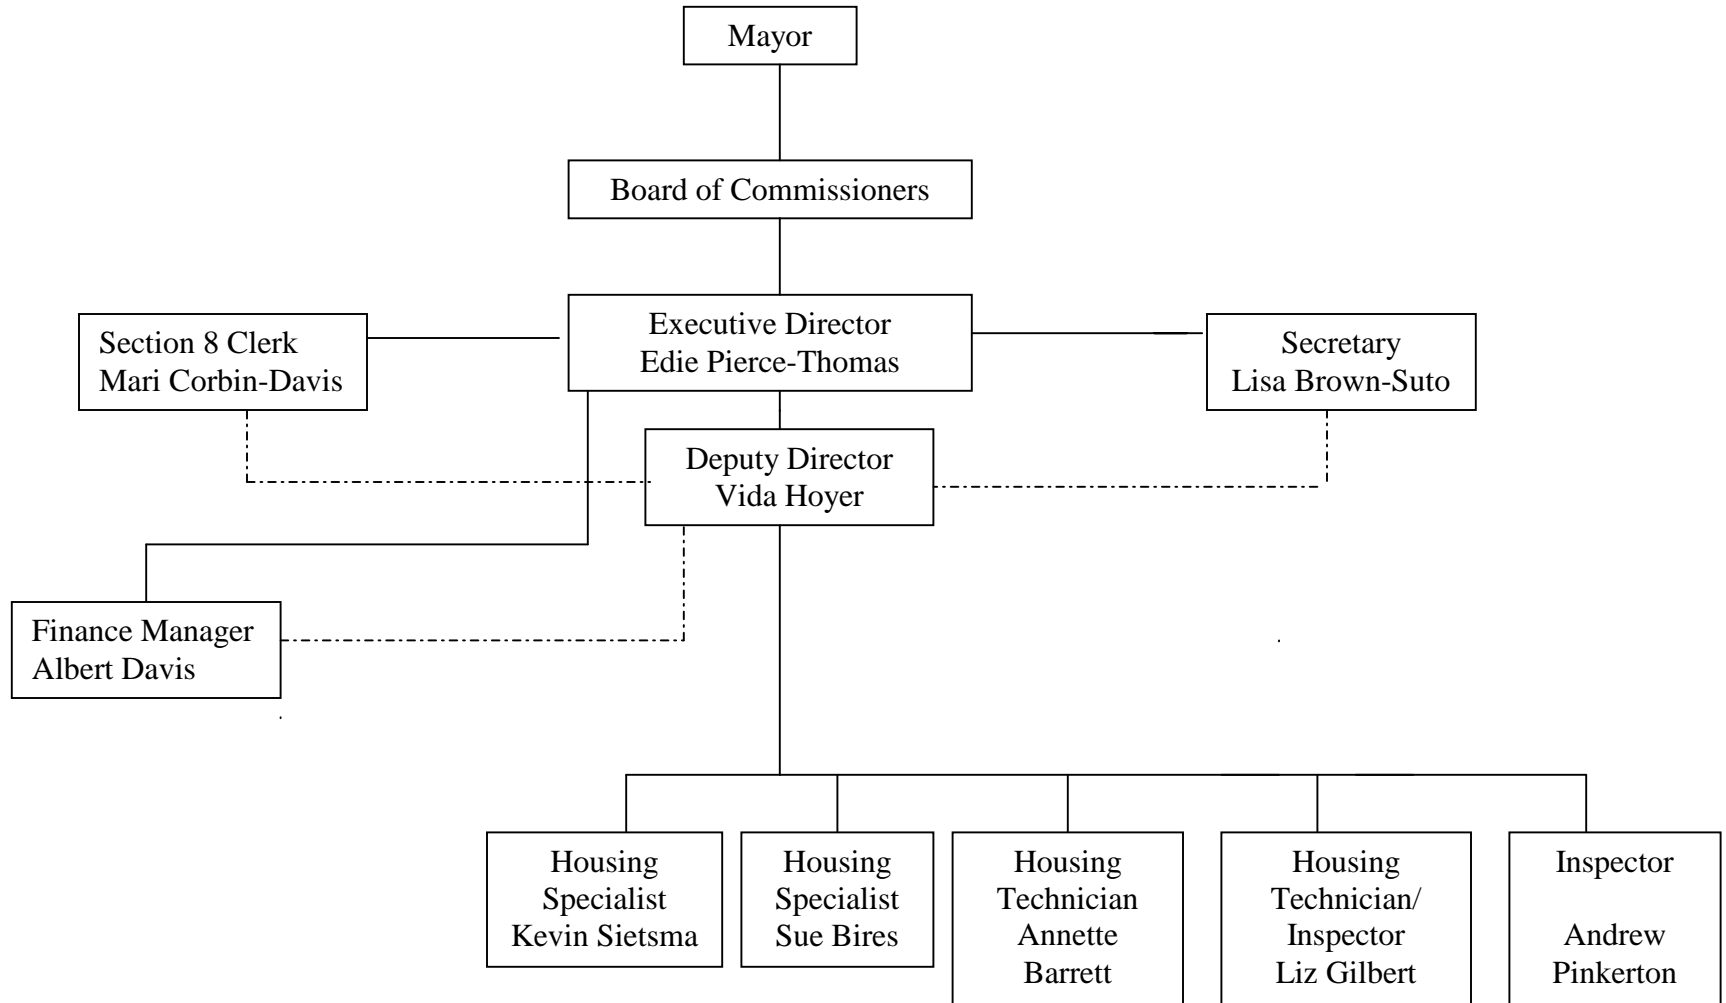 Mayor
Board of Commissioners
Executive Director
Edie Pierce-Thomas
Section 8 Clerk
Mari Corbin-Davis
Secretary
Lisa Brown-Suto
Deputy Director
Vida Hoyer
Finance Manager
Albert Davis
Housing
Specialist
Kevin Sietsma
Housing
Specialist
Sue Bires
Housing
Technician
Annette
Barrett
Housing
Technician/
Inspector
Liz Gilbert
Inspector
Andrew
Pinkerton